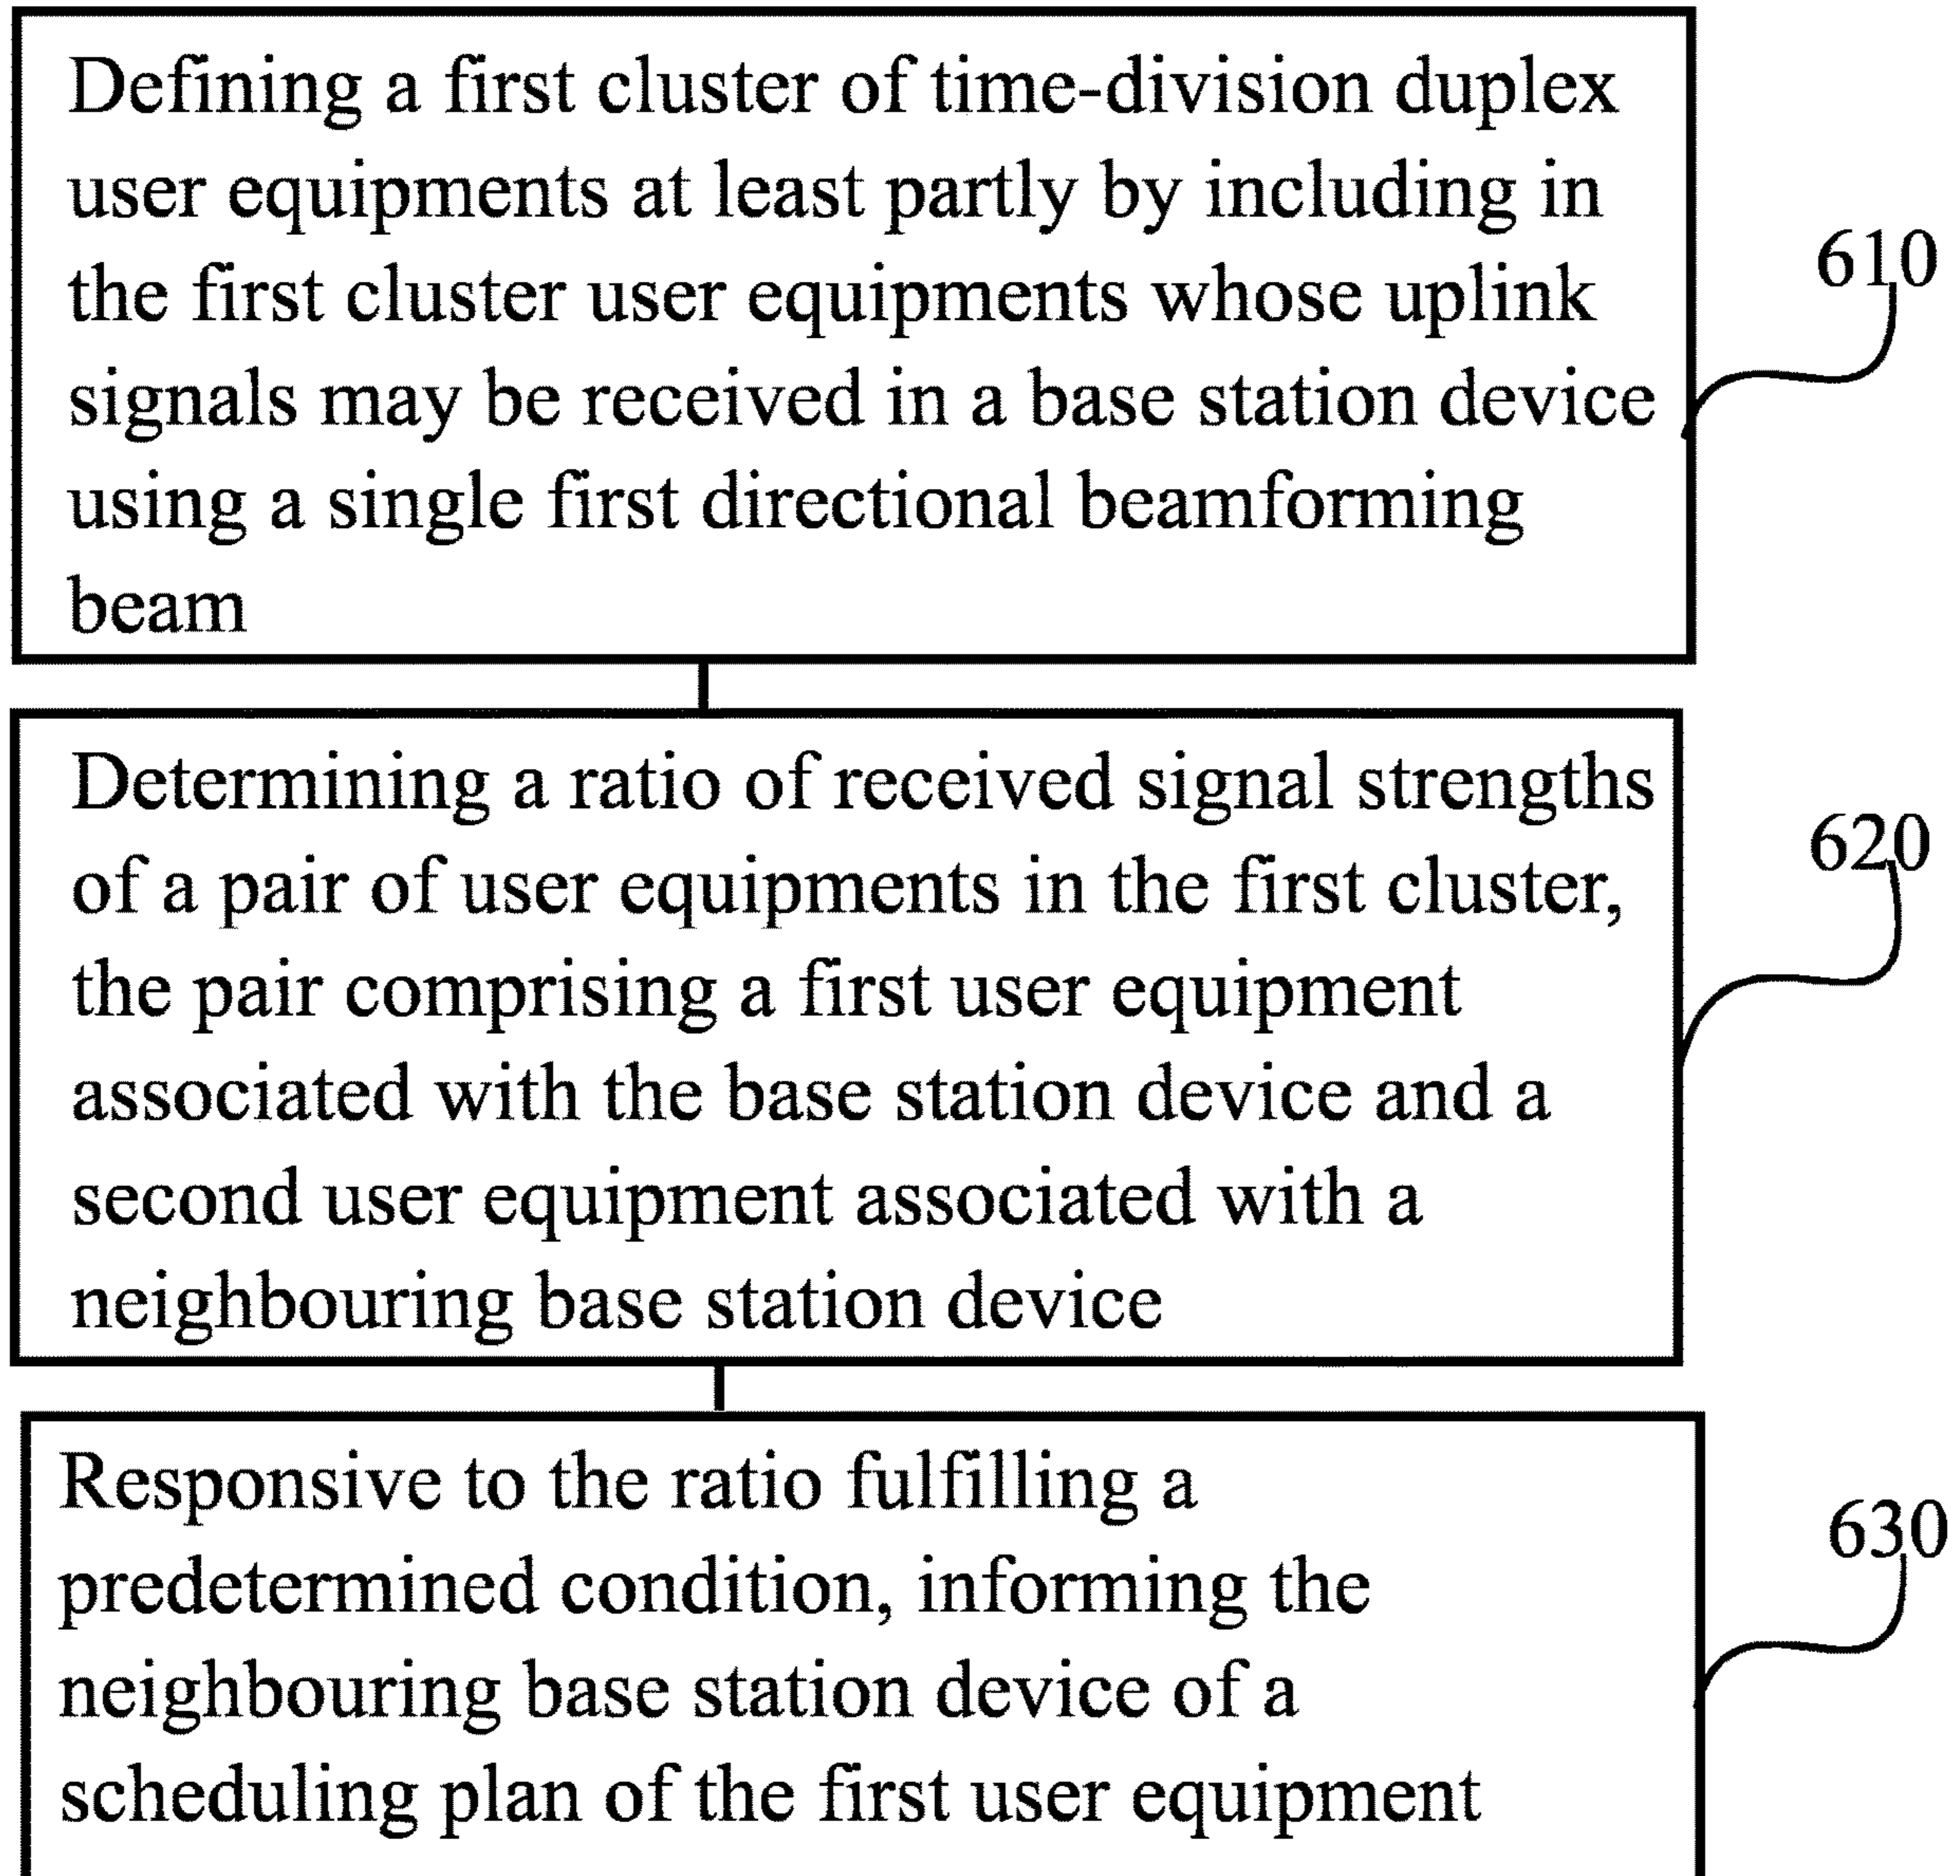 Defining a first cluster of time-division duplex
user equipments at least partly by including in
the first cluster user equipments whose uplink
signals may be received in a base station device
using a single first directional beamforming
beam
610
Determining a ratio of received signal strengths
of a pair of user equipments in the first cluster,
the pair comprising a first user equipment
associated with the base station device and a
second user equipment associated with a
neighbouring base station device
620
Responsive to the ratio fulfilling a
predetermined condition, informing the
neighbouring base station device of a
scheduling plan of the first user equipment
630